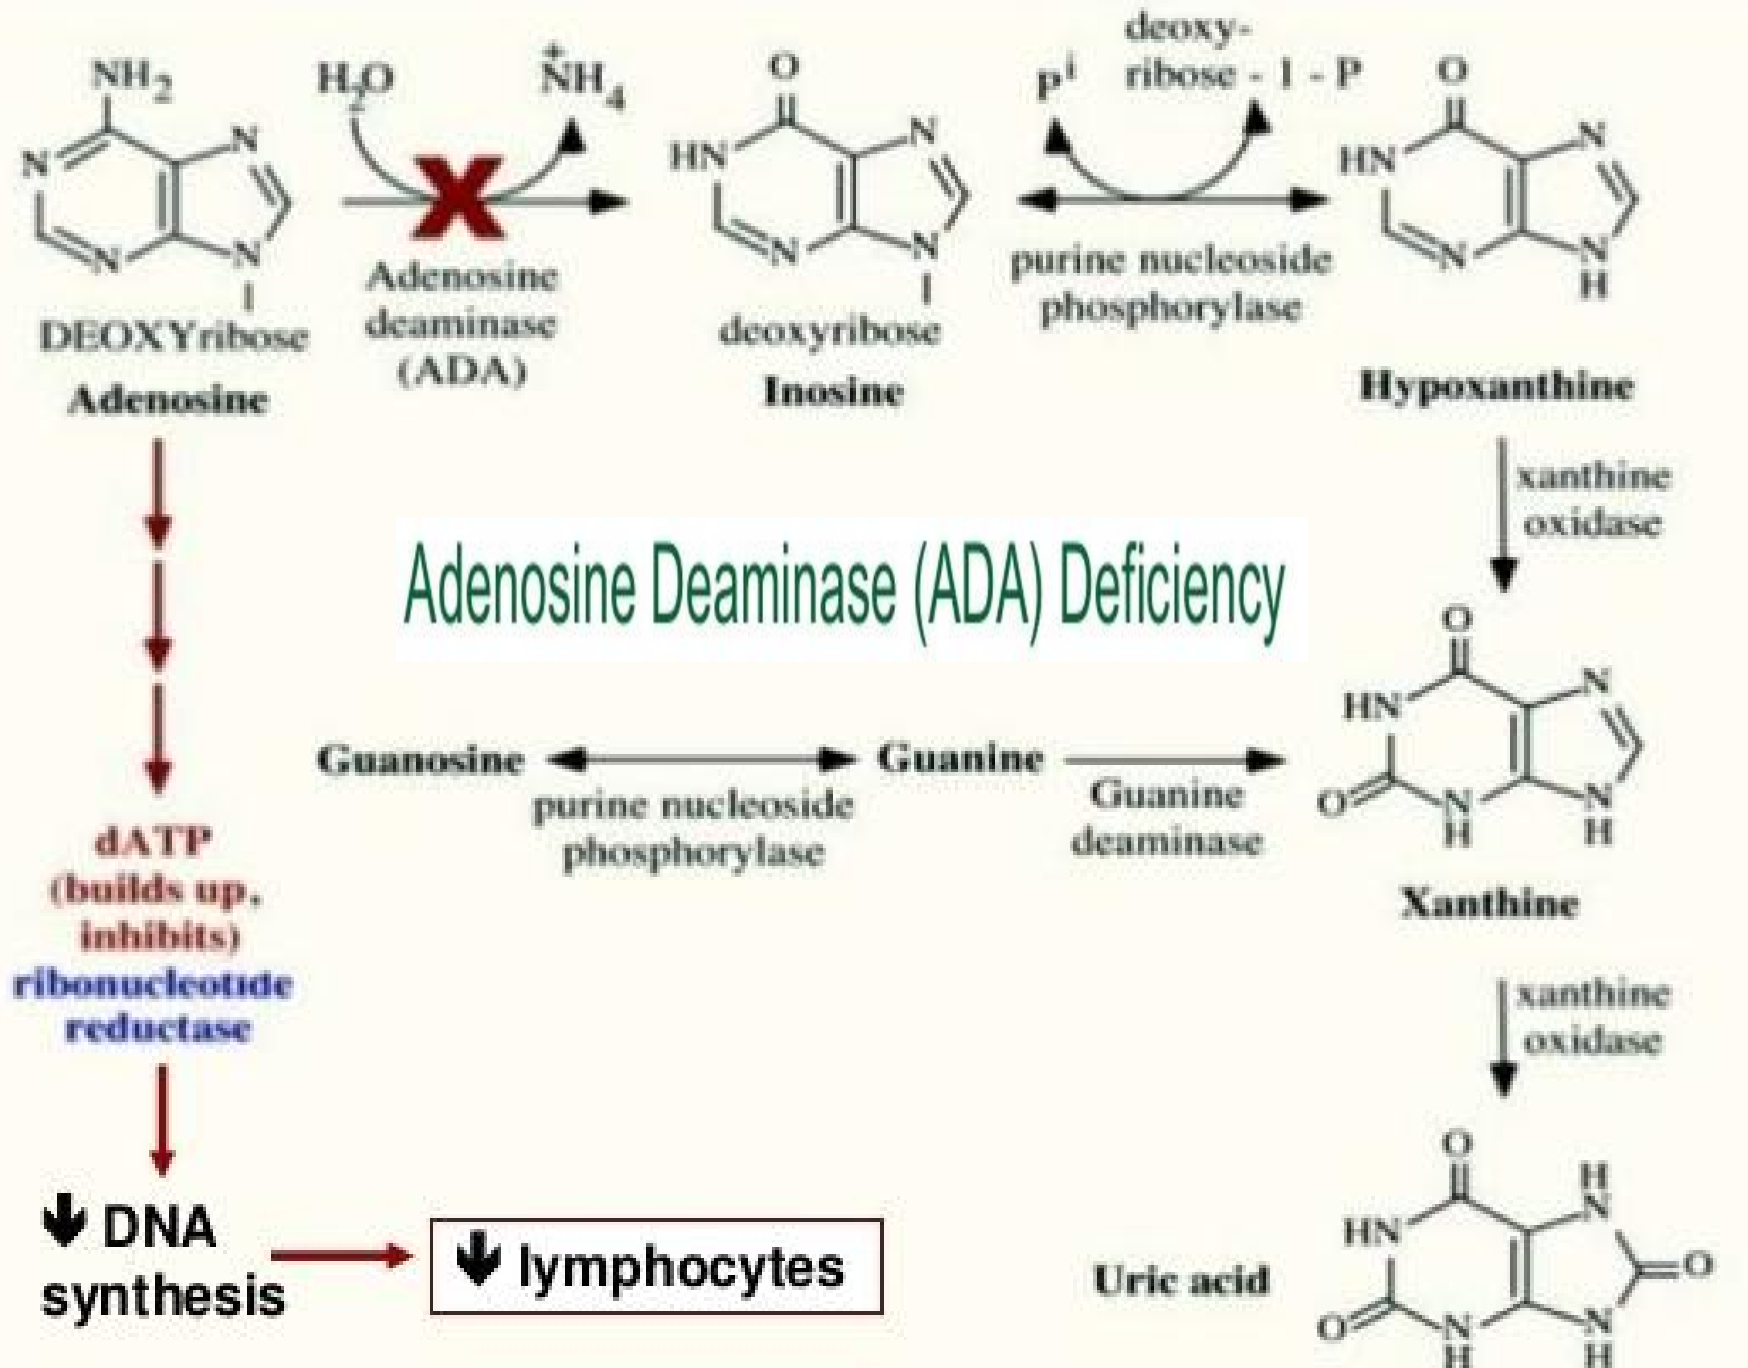 NH2
N
N
N
N
DEOXYribose
Adenosine
H2O
+
NH4
X
Adenosine
deaminase
(ADA)
O
HN
N
N
N
deoxyribose
Inosine
Pi
deoxy-
ribose - 1 - P
purine nucleoside
phosphorylase
O
HN
N
N
N
H
Hypoxanthine
xanthine
oxidase
Adenosine Deaminase (ADA) Deficiency
Guanosine
purine nucleoside
phosphorylase
Guanine
Guanine
deaminase
O
HN
N
O
N
H
N
H
Xanthine
dATP
(builds up,
inhibits)
ribonucleotide
reductase
xanthine
oxidase
DNA
synthesis
lymphocytes
Uric acid
O
HN
H
N
O
O
N
H
N
H